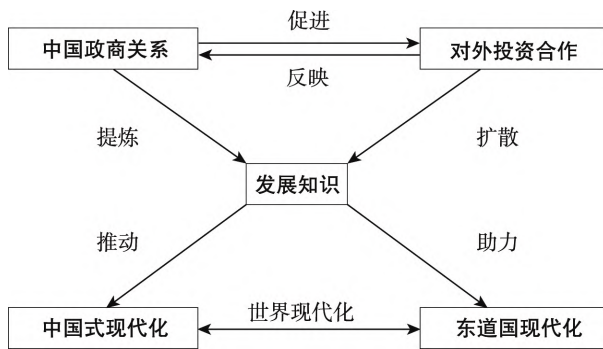 促进
中国政商关系
对外投资合作
反映
提炼
扩散
发展知识
推动
助力
世界现代化
中国式现代化
东道国现代化